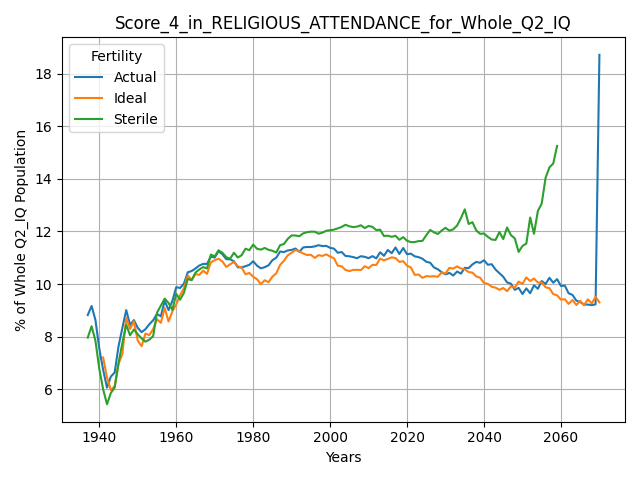 Score_4_in_RELIGIOUS_ATTENDANCE_for_Whole_Q2_IQ
Fertility
Actual
Ideal
Sterile
% of Whole Q2_IQ Population
18
16
14
12
10
8
6
1940 1960 1980 2000 2020 2040 2060
Years